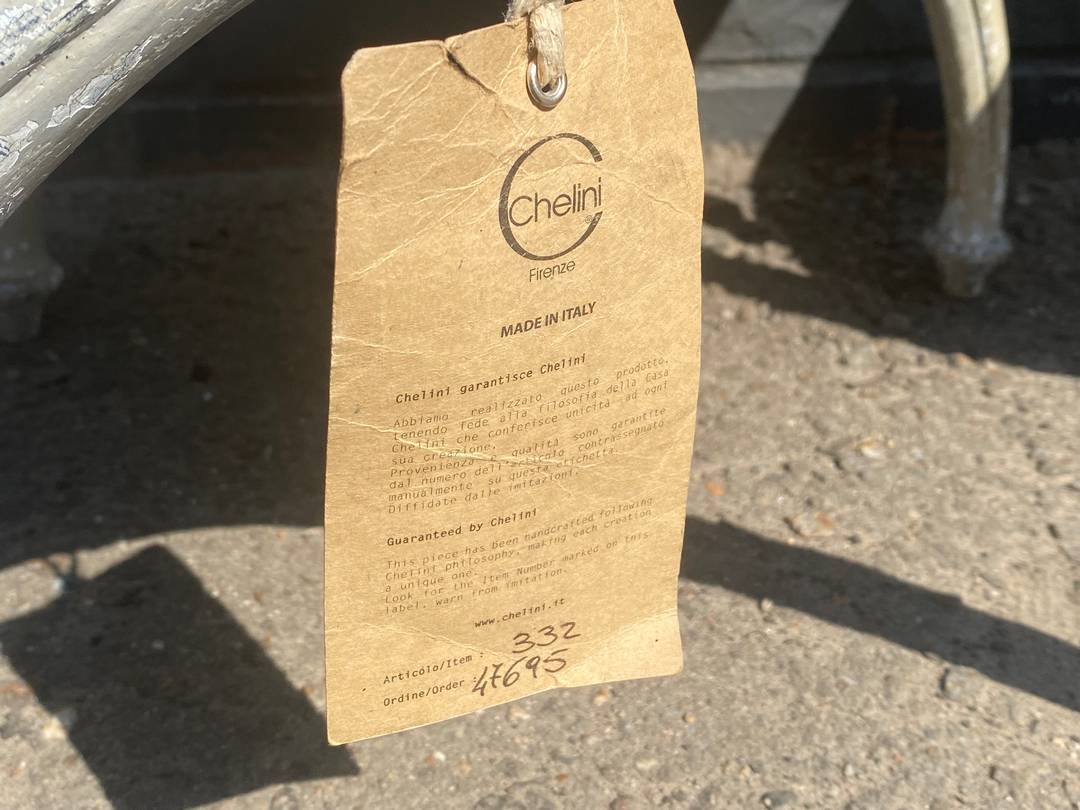 Chelini
®
Firenze
MADE IN ITALY
Chelini garantisce Chelini
Abbiamo realizzato questo prodotto,
tenendo fede alla filosofia della Casa
Chelini che conferisce unicità ad ogni
sua creazione.
Provenienza e qualità sono garantite
dal numero dell'articolo contrassegnato
manualmente su questa etichetta.
Diffidate dalle imitazioni.
Guaranteed by Chelini
This piece has been handcrafted following
Chelini philosophy, making each creation
a unique one.
Look for the Item Number marked on this
label, warn from imitation.
www.chelini.it
Articolo/Item : 332
Ordine/Order : 47695